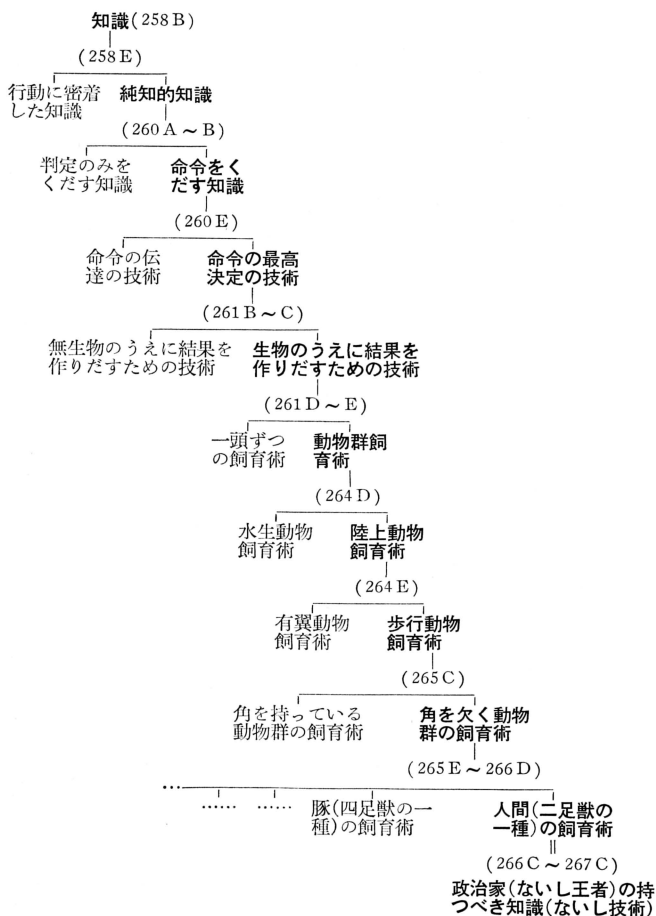 知識(258B)
(258E)
行動に密着 純知的知識
した知識
(260A～B)
判定のみを 命令をく
くだす知識 だす知識
(260E)
命令の伝 命令の最高
達の技術 決定の技術
(261B～C)
無生物のうえに結果を 生物のうえに結果を
作りだすための技術 作りだすための技術
(261D～E)
一頭ずつ 動物群飼
の飼育術 育術
(264D)
水生動物 陸上動物
飼育術 飼育術
(264E)
有翼動物 歩行動物
飼育術 飼育術
(265C)
角を持っている 角を欠く動物
動物群の飼育術 群の飼育術
(265E～266D)
…
…… …… 豚(四足獣の一 人間(二足獣の
種)の飼育術 一種)の飼育術
‖
(266C～267C)
政治家(ないし王者)の持
つべき知識(ないし技術)